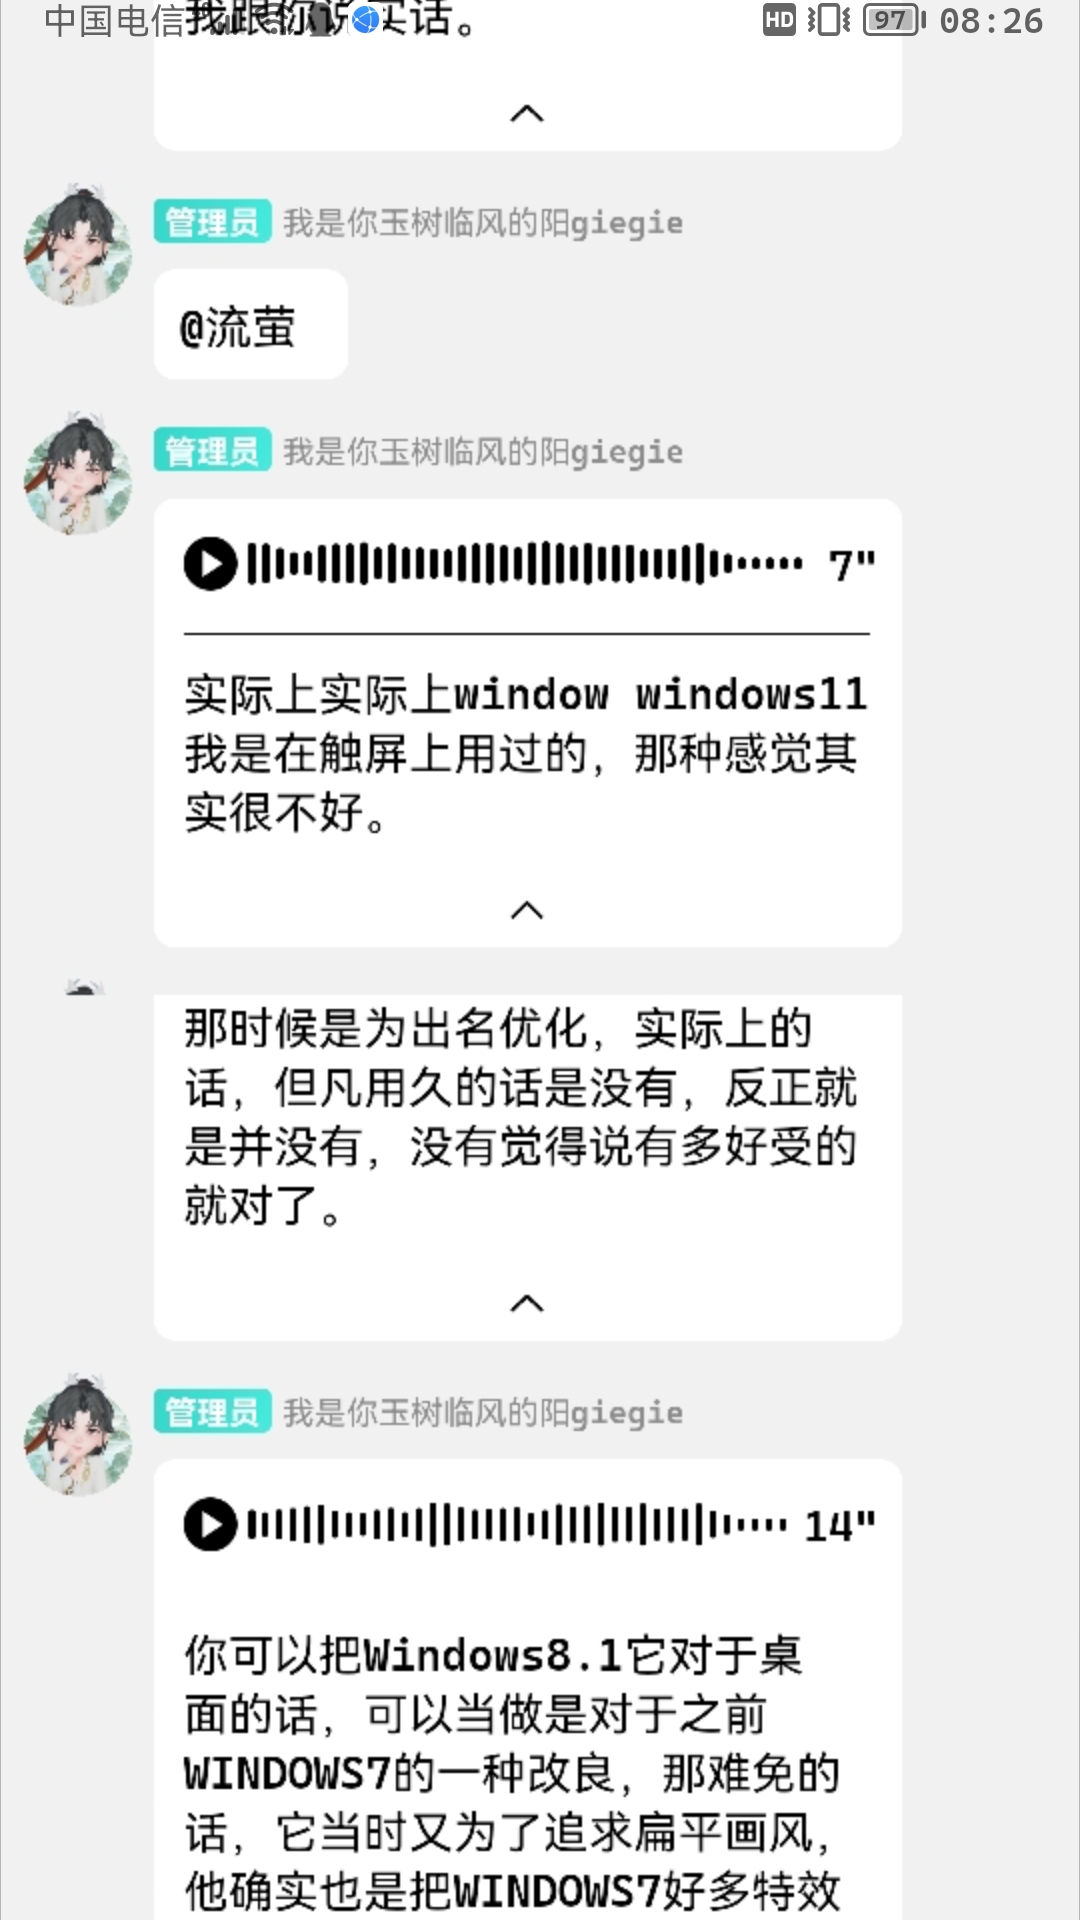 中国电信
HD 97 08:26
我跟你说实话。
管理员 我是你玉树临风的阳giegie
@流萤
管理员 我是你玉树临风的阳giegie
7"
实际上实际上window windows11
我是在触屏上用过的，那种感觉其
实很不好。
那时候是为出名优化，实际上的
话，但凡用久的话是没有，反正就
是并没有，没有觉得说有多好受的
就对了。
管理员 我是你玉树临风的阳giegie
14"
你可以把Windows8.1它对于桌
面的话，可以当做是对于之前
WINDOWS7的一种改良，那难免的
话，它当时又为了追求扁平画风，
他确实也是把WINDOWS7好多特效